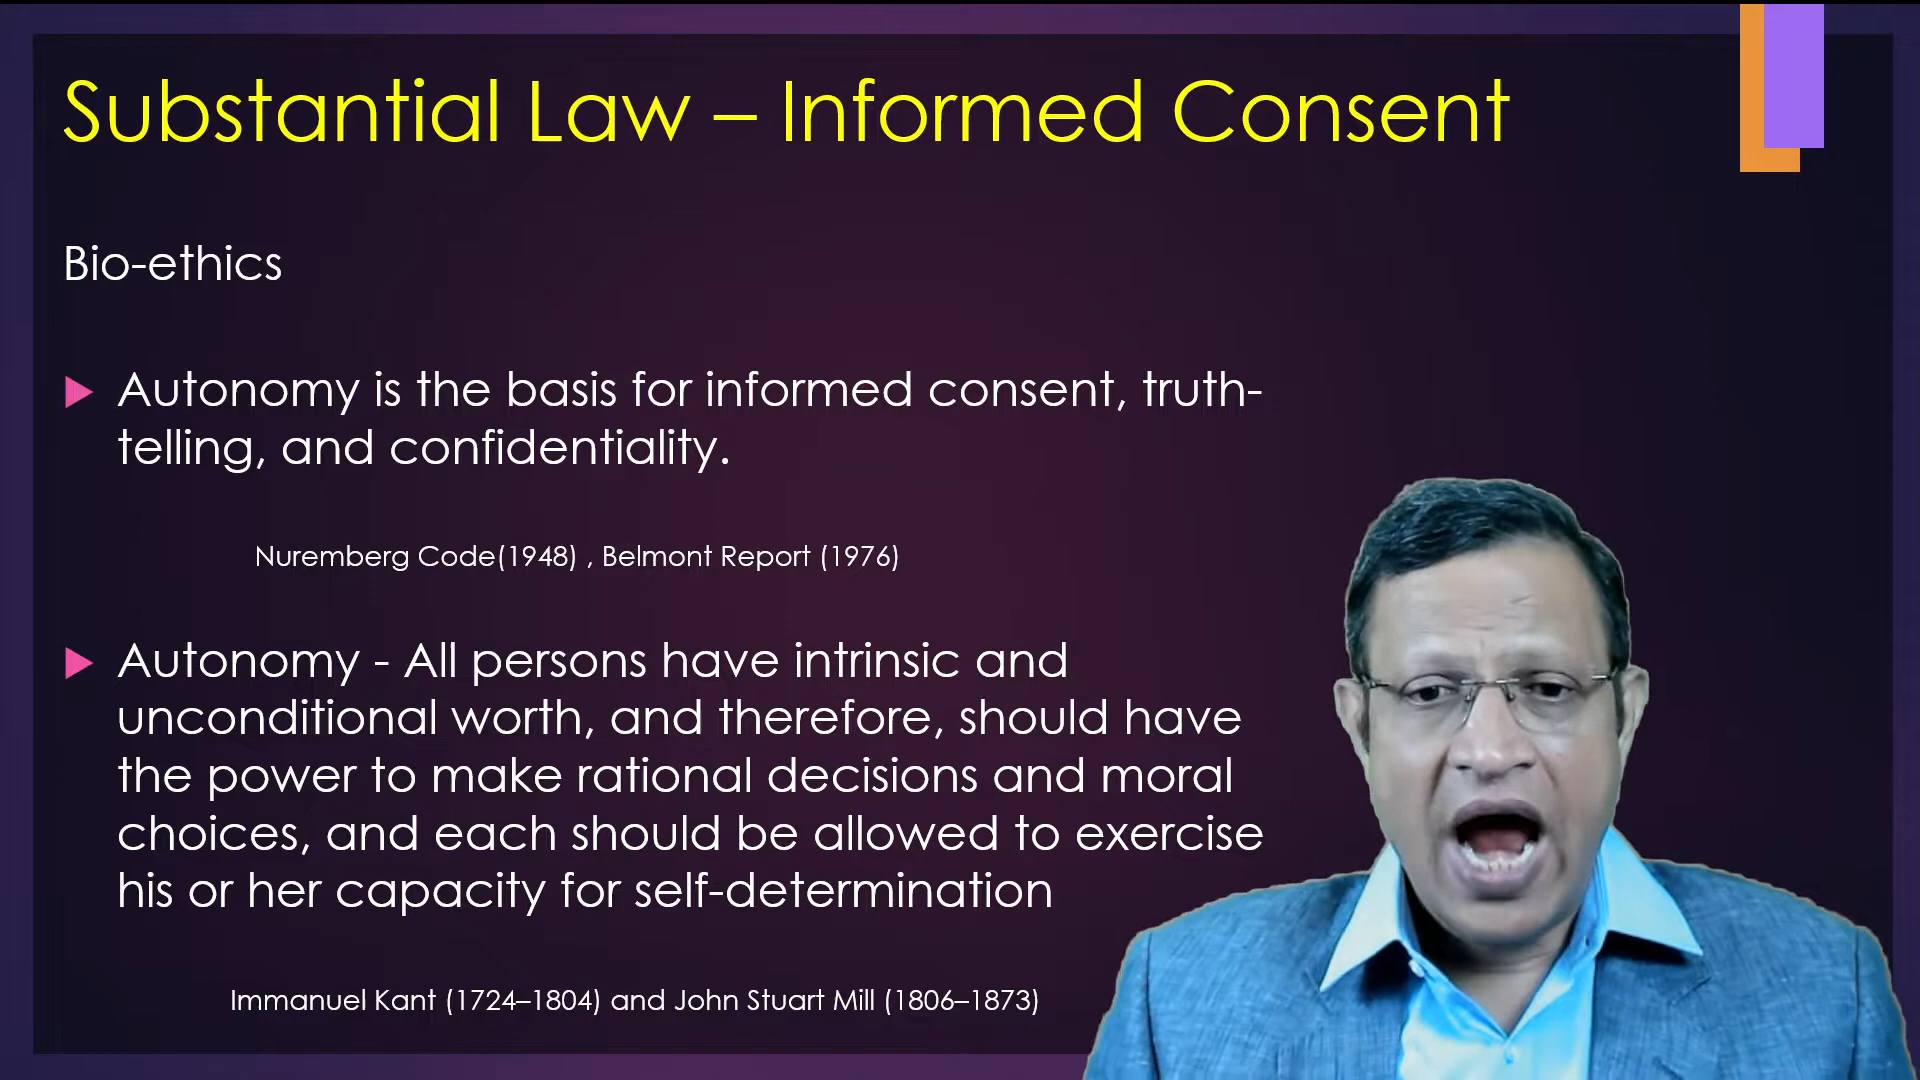 Substantial Law – Informed Consent
Bio-ethics
Autonomy is the basis for informed consent, truth-
telling, and confidentiality.
Nuremberg Code(1948) , Belmont Report (1976)
Autonomy - All persons have intrinsic and
unconditional worth, and therefore, should have
the power to make rational decisions and moral
choices, and each should be allowed to exercise
his or her capacity for self-determination
Immanuel Kant (1724–1804) and John Stuart Mill (1806–1873)